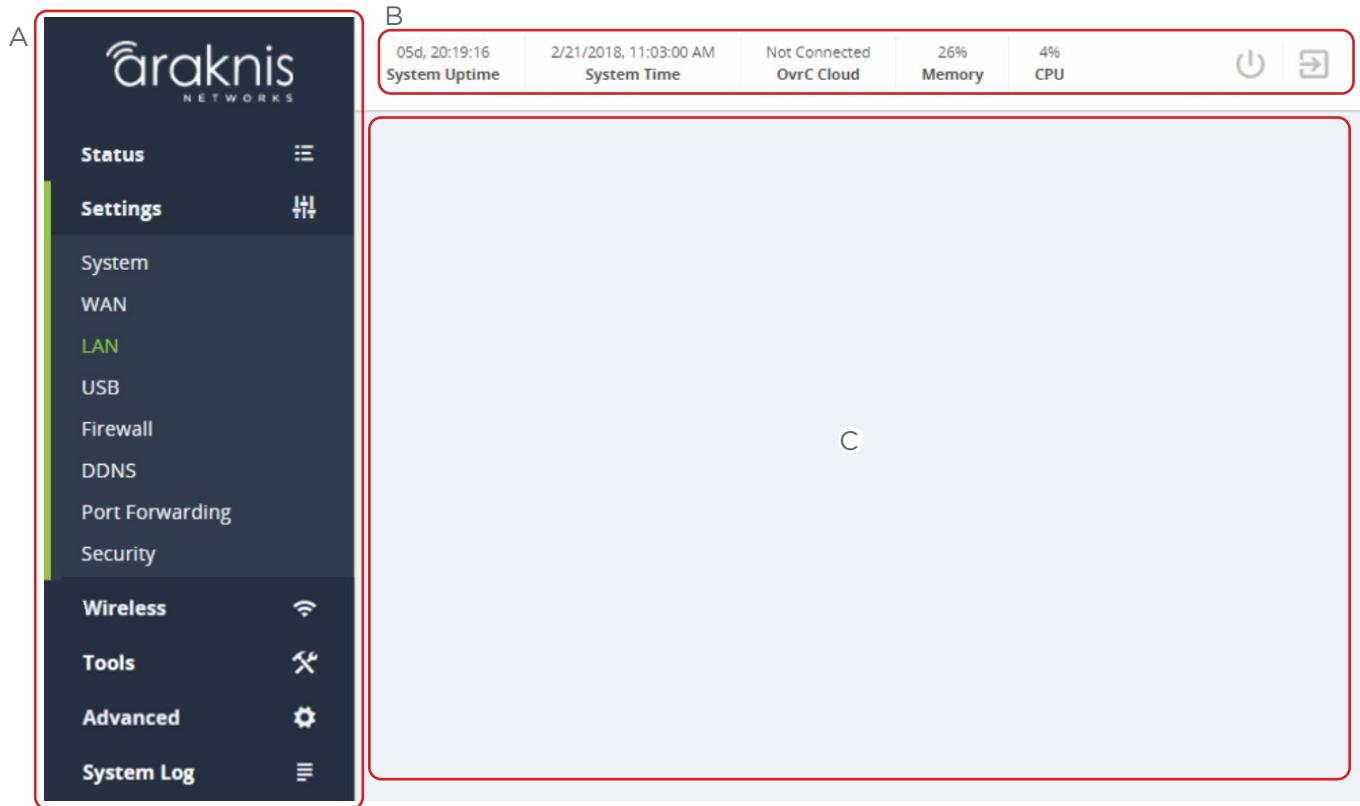 A
araknis
NETWORKS
Status
Settings
System
WAN
LAN
USB
Firewall
DDNS
Port Forwarding
Security
Wireless
Tools
Advanced
System Log
B
05d, 20:19:16 2/21/2018, 11:03:00 AM Not Connected 26% 4%
System Uptime System Time OvrC Cloud Memory CPU
C